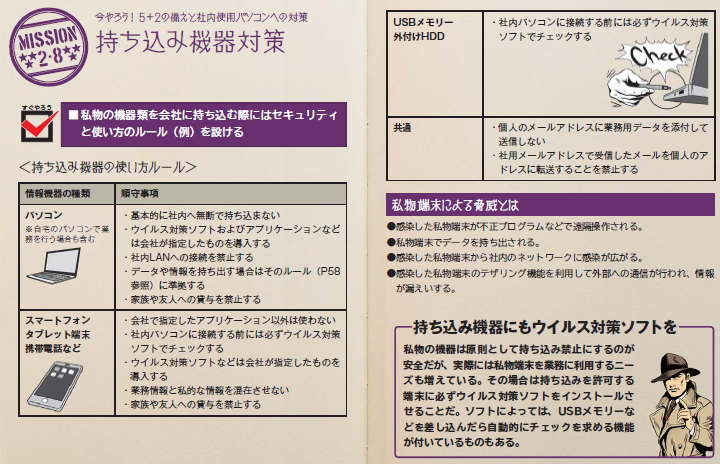 MISSION
2-8
今やろう！5+2の備えと社内使用パソコンへの対策
持ち込み機器対策
すぐやろう
■私物の機器類を会社に持ち込む際にはセキュリティ
と使い方のルール（例）を設ける
＜持ち込み機器の使い方ルール＞
情報機器の種類 順守事項
パソコン
※自宅のパソコンで業
務を行う場合も含む
・基本的に社内へ無断で持ち込まない
・ウイルス対策ソフトおよびアプリケーションなど
は会社が指定したものを導入する
・社内LANへの接続を禁止する
・データや情報を持ち出す場合はそのルール（P58
参照）に準拠する
・家族や友人への貸与を禁止する
スマートフォン
タブレット端末
携帯電話など
・会社で指定したアプリケーション以外は使わない
・社内パソコンに接続する前には必ずウイルス対策
ソフトでチェックする
・ウイルス対策ソフトなどは会社が指定したものを
導入する
・業務情報と私的な情報を混在させない
・家族や友人への貸与を禁止する
USBメモリー
外付けHDD
・社内パソコンに接続する前には必ずウイルス対策
ソフトでチェックする
Check
共通
・個人のメールアドレスに業務用データを添付して
送信しない
・社用メールアドレスで受信したメールを個人のア
ドレスに転送することを禁止する
私物端末による脅威とは
●感染した私物端末が不正プログラムなどで遠隔操作される。
●私物端末でデータを持ち出される。
●感染した私物端末から社内のネットワークに感染が広がる。
●感染した私物端末のテザリング機能を利用して外部への通信が行われ、情報
が漏えいする。
持ち込み機器にもウイルス対策ソフトを
私物の機器は原則として持ち込み禁止にするのが
安全だが、実際には私物端末を業務に利用するニー
ズも増えている。その場合は持ち込みを許可する
端末に必ずウイルス対策ソフトをインストールさ
せることだ。ソフトによっては、USBメモリーな
どを差し込んだら自動的にチェックを求める機能
が付いているものもある。